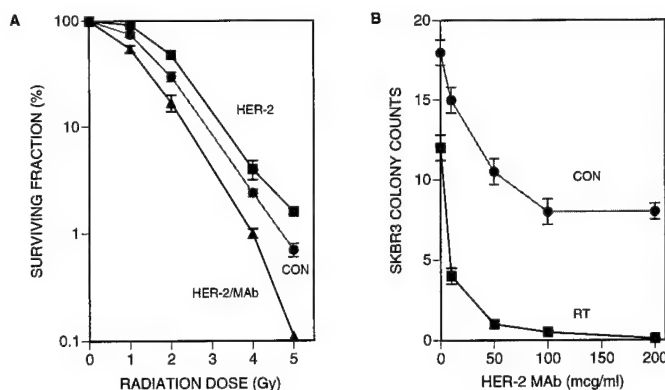 A
SURVIVING FRACTION (%)
100
10
1
0.1
HER-2
CON
HER-2/MAb
0 1 2 3 4 5
RADIATION DOSE (Gy)
B
SKBR3 COLONY COUNTS
20
15
10
5
0
CON
RT
0 50 100 150 200
HER-2 MAb (mcg/ml)